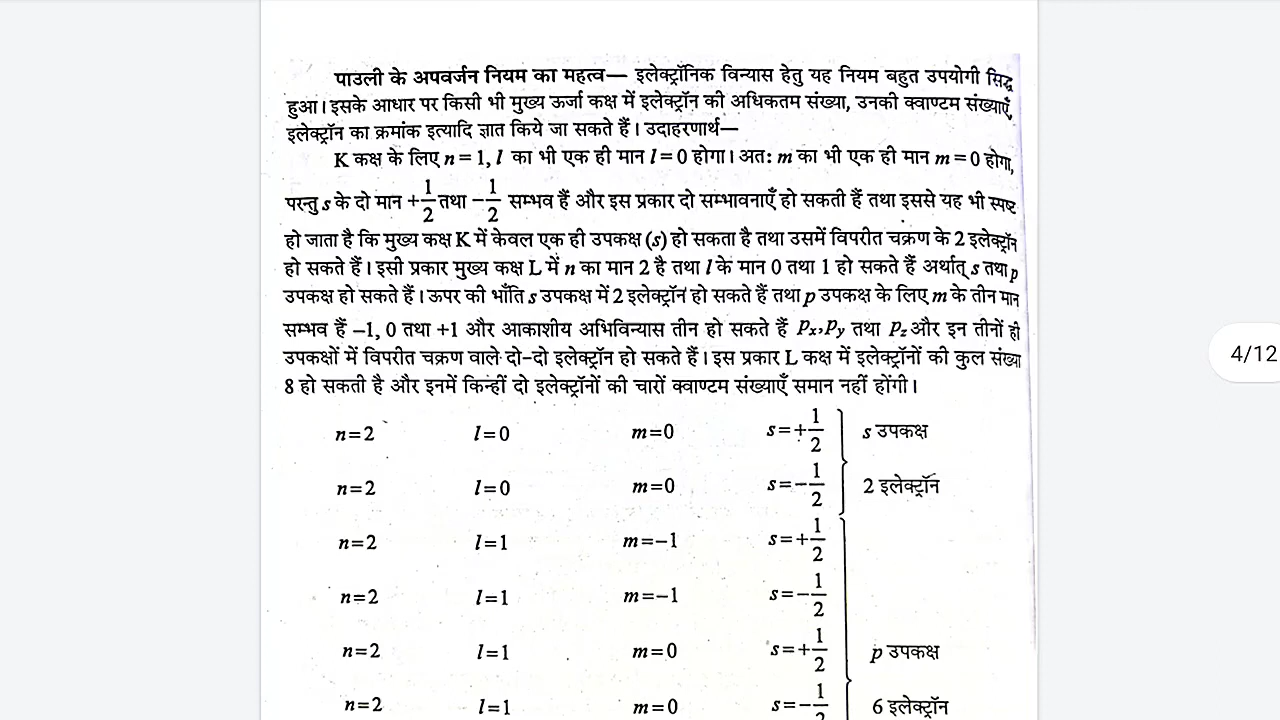 पाउली के अपवर्जन नियम का महत्व— इलेक्ट्रॉनिक विन्यास हेतु यह नियम बहुत उपयोगी सिद्ध
हुआ। इसके आधार पर किसी भी मुख्य ऊर्जा कक्ष में इलेक्ट्रॉन की अधिकतम संख्या, उनकी क्वाण्टम संख्याएँ,
इलेक्ट्रॉन का क्रमांक इत्यादि ज्ञात किये जा सकते हैं। उदाहरणार्थ—
K कक्ष के लिए n = 1, l का भी एक ही मान l = 0 होगा। अतः m का भी एक ही मान m = 0 होगा,
परन्तु s के दो मान +1/2 तथा -1/2 सम्भव हैं और इस प्रकार दो सम्भावनाएँ हो सकती हैं तथा इससे यह भी स्पष्ट
हो जाता है कि मुख्य कक्ष K में केवल एक ही उपकक्ष (s) हो सकता है तथा उसमें विपरीत चक्रण के 2 इलेक्ट्रॉन
हो सकते हैं। इसी प्रकार मुख्य कक्ष L में n का मान 2 है तथा l के मान 0 तथा 1 हो सकते हैं अर्थात् s तथा p
उपकक्ष हो सकते हैं। ऊपर की भाँति s उपकक्ष में 2 इलेक्ट्रॉन हो सकते हैं तथा p उपकक्ष के लिए m के तीन मान
सम्भव हैं –1, 0 तथा +1 और आकाशीय अभिविन्यास तीन हो सकते हैं Px, Py तथा Pz और इन तीनों ही
उपकक्षों में विपरीत चक्रण वाले दो-दो इलेक्ट्रॉन हो सकते हैं। इस प्रकार L कक्ष में इलेक्ट्रॉनों की कुल संख्या
8 हो सकती है और इनमें किन्हीं दो इलेक्ट्रॉनों की चारों क्वाण्टम संख्याएँ समान नहीं होंगी।
n=2 l=0 m=0 s=+1/2 s उपकक्ष
n=2 l=0 m=0 s=-1/2 2 इलेक्ट्रॉन
n=2 l=1 m=–1 s=+1/2
n=2 l=1 m=–1 s=-1/2
n=2 l=1 m=0 s=+1/2 p उपकक्ष
n=2 l=1 m=0 s=-1/2 6 इलेक्ट्रॉन
4/12